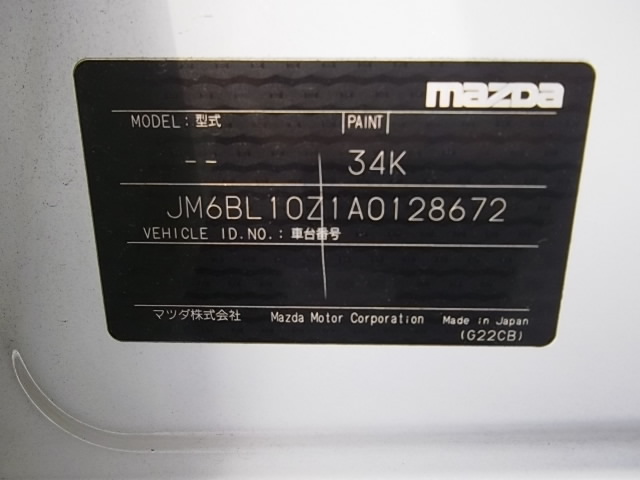 mazda
MODEL: 型式 PAINT
-- 34K
JM6BL10Z1A0128672
VEHICLE ID.NO.: 車台番号
マツダ株式会社 Mazda Motor Corporation Made in Japan
(G22CB)